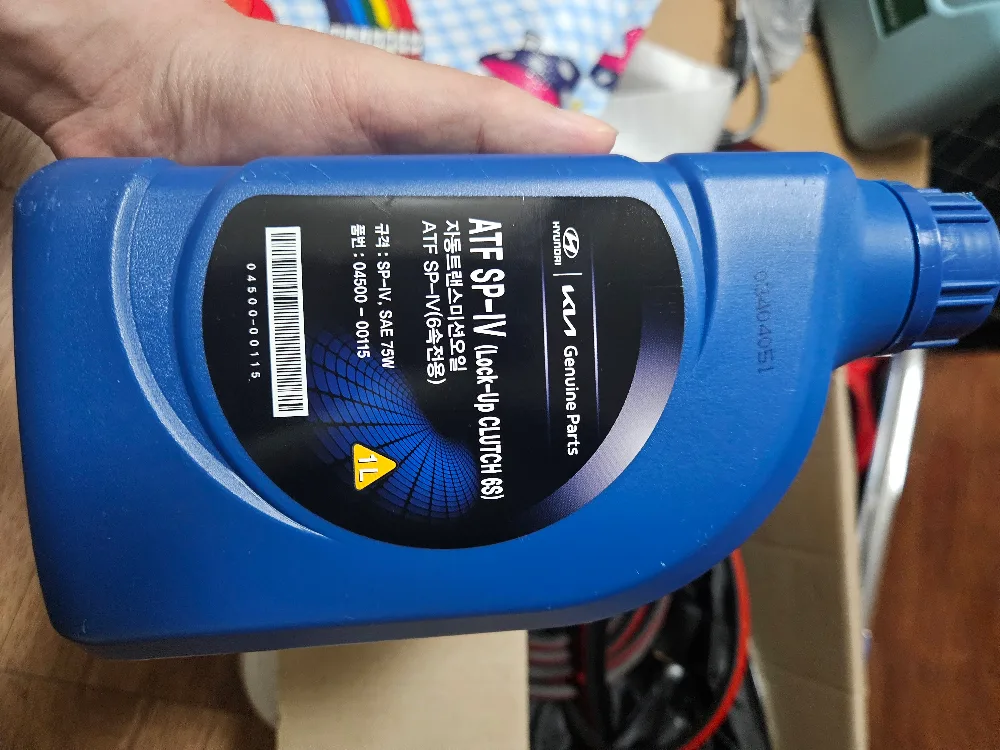 HYUNDAI | KIA Genuine Parts
ATF SP-IV (Lock-Up CLUTCH 6S)
자동트랜스미션오일
ATF SP-IV(6속전용)
규격 : SP-IV, SAE 75W
품번 : 04500 - 00115
1L
04500-00115